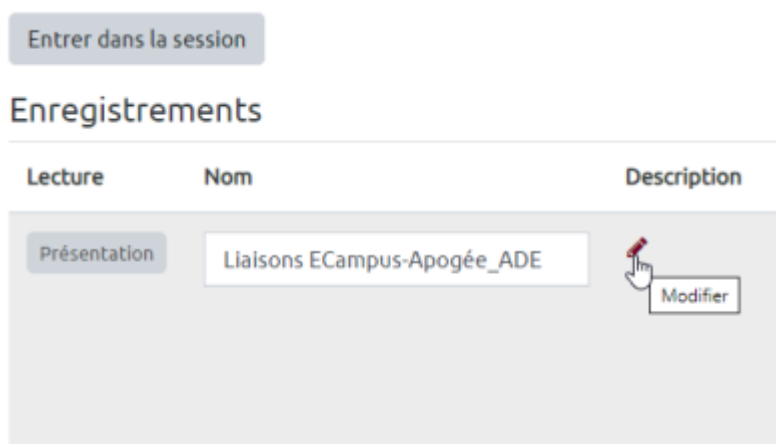 Entrer dans la session
Enregistrements
Lecture Nom Description
Présentation Liaisons ECampus-Apogée_ADE
Modifier